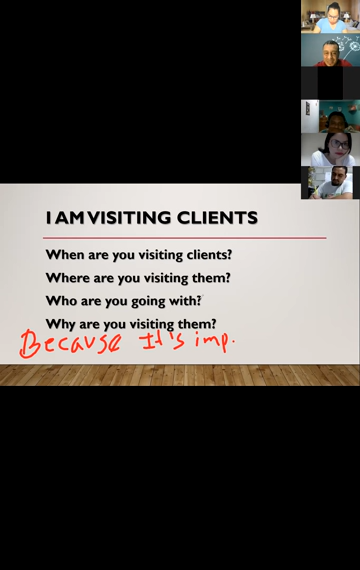 I AM VISITING CLIENTS
When are you visiting clients?
Where are you visiting them?
Who are you going with?
Why are you visiting them?
Because It's imp.